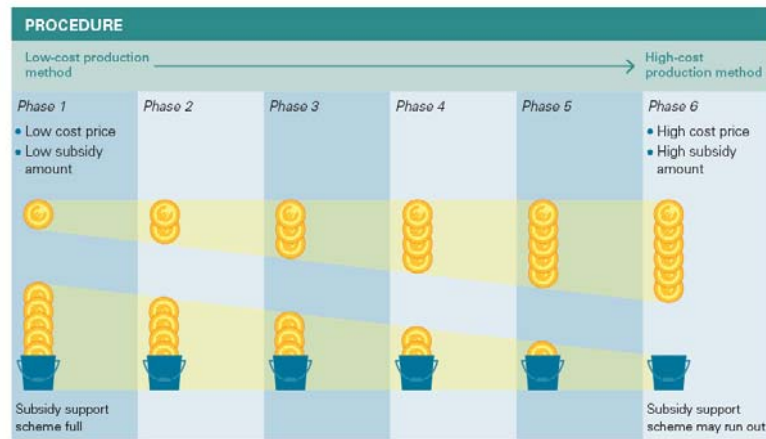 PROCEDURE
Low-cost production
method
High-cost
production method
Phase 1
Phase 2
Phase 3
Phase 4
Phase 5
Phase 6
• Low cost price
• Low subsidy
amount
• High cost price
• High subsidy
amount
Subsidy support
scheme full
Subsidy support
scheme may run out